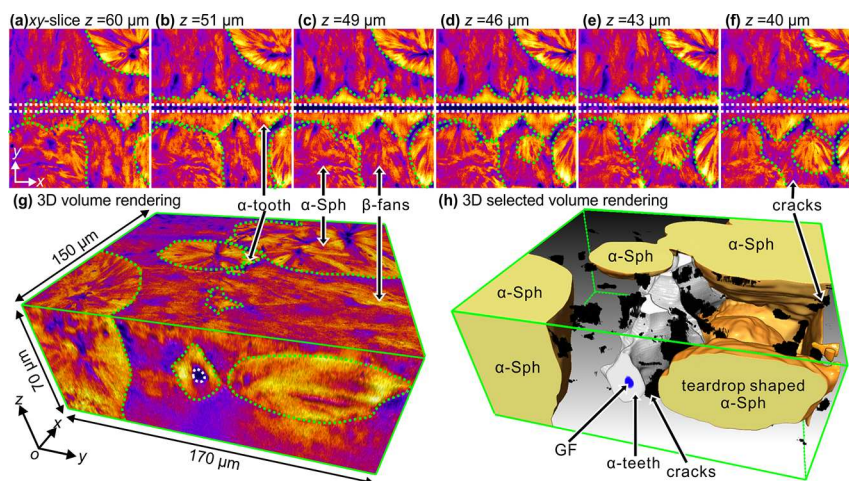 (a)xy-slice z =60 µm
(b) z =51 µm
(c) z =49 µm
(d) z =46 µm
(e) z =43 µm
(f) z =40 µm
y
x
α-tooth
α-Sph
β-fans
cracks
(g) 3D volume rendering
(h) 3D selected volume rendering
150 µm
70 µm
170 µm
z
x
o
y
α-Sph
α-Sph
α-Sph
α-Sph
teardrop shaped
α-Sph
GF
α-teeth
cracks